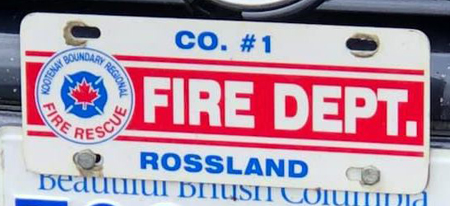 CO. #1
KOOTENAY BOUNDARY REGIONAL
FIRE RESCUE
FIRE DEPT.
ROSSLAND
Beautiful British Columbia